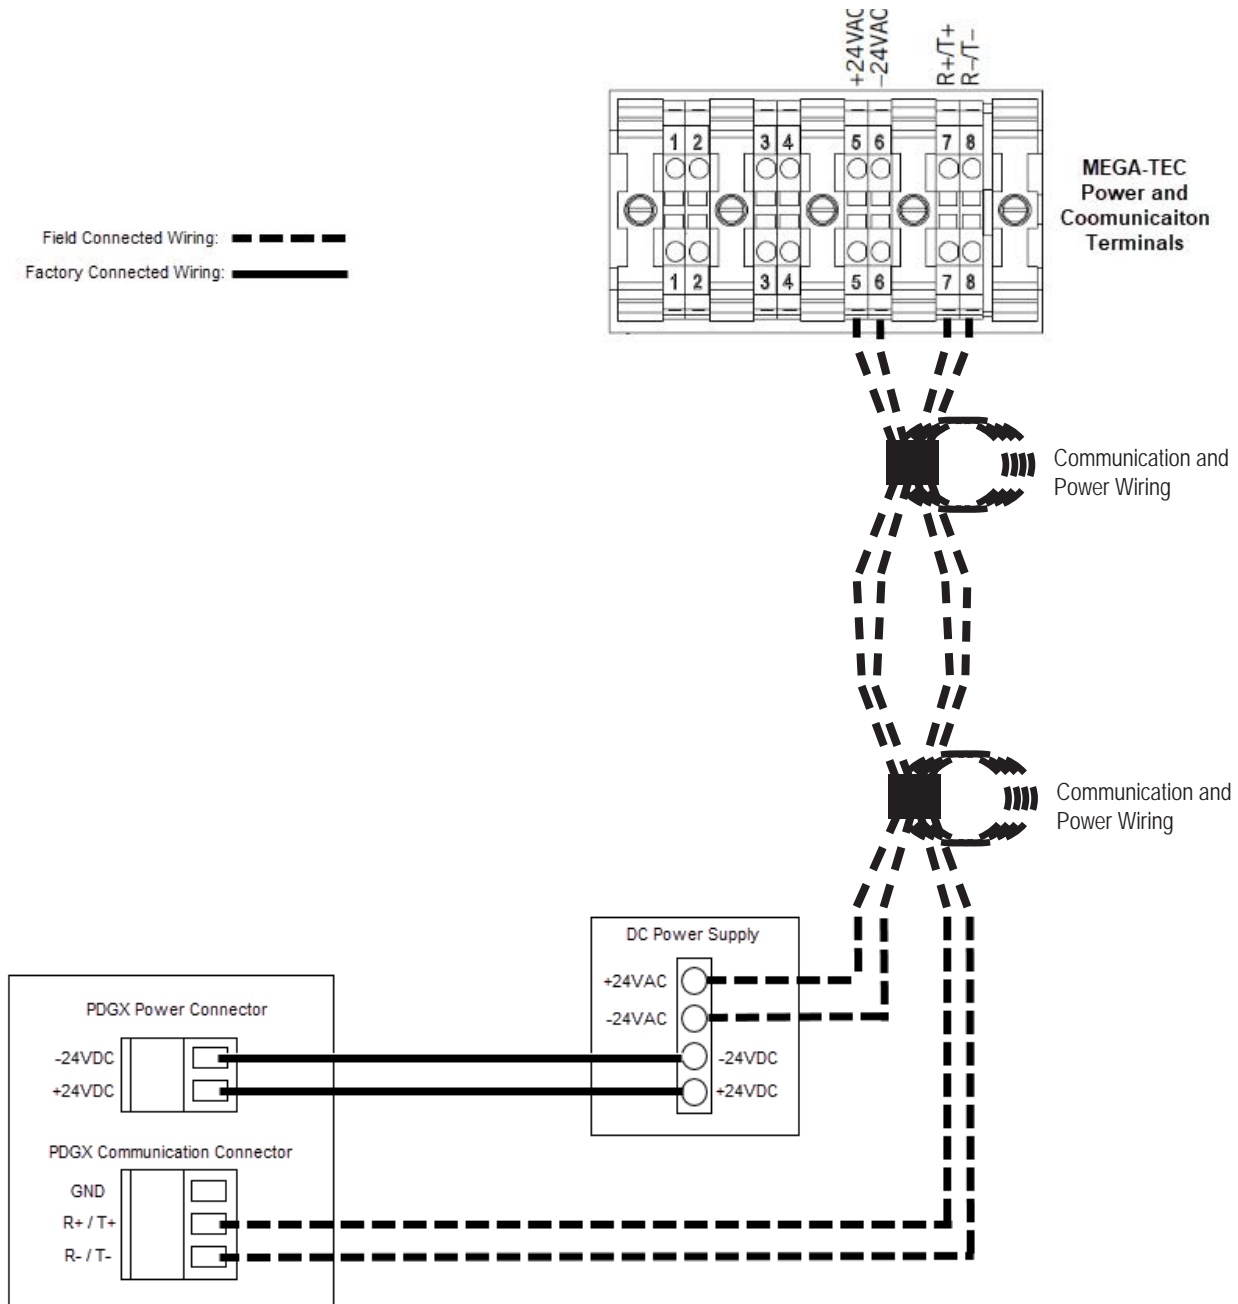 +24VAC
–24VAC
R+/T+
R–/T–
1 2 3 4 5 6 7 8
1 2 3 4 5 6 7 8
MEGA-TEC
Power and
Coomunicaiton
Terminals
Field Connected Wiring:
Factory Connected Wiring:
Communication and
Power Wiring
Communication and
Power Wiring
DC Power Supply
+24VAC
-24VAC
-24VDC
+24VDC
PDGX Power Connector
-24VDC
+24VDC
PDGX Communication Connector
GND
R+ / T+
R- / T-